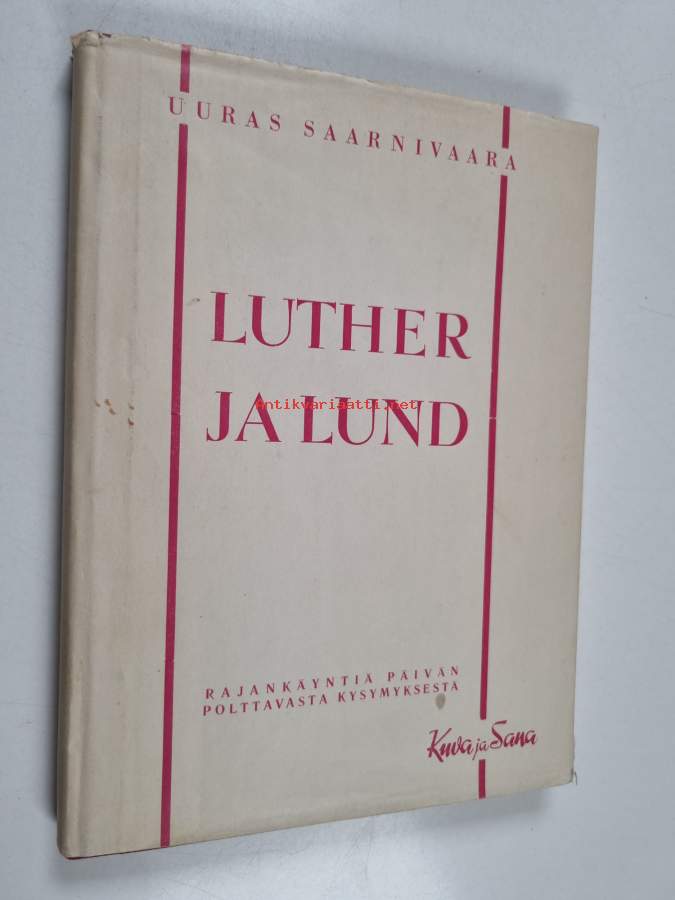 UURAS SAARNIVAARA
LUTHER
Antikvariaatti.net
JA LUND
RAJANKÄYNTIÄ PÄIVÄN
POLTTAVASTA KYSYMYKSESTÄ
Kuva ja Sana